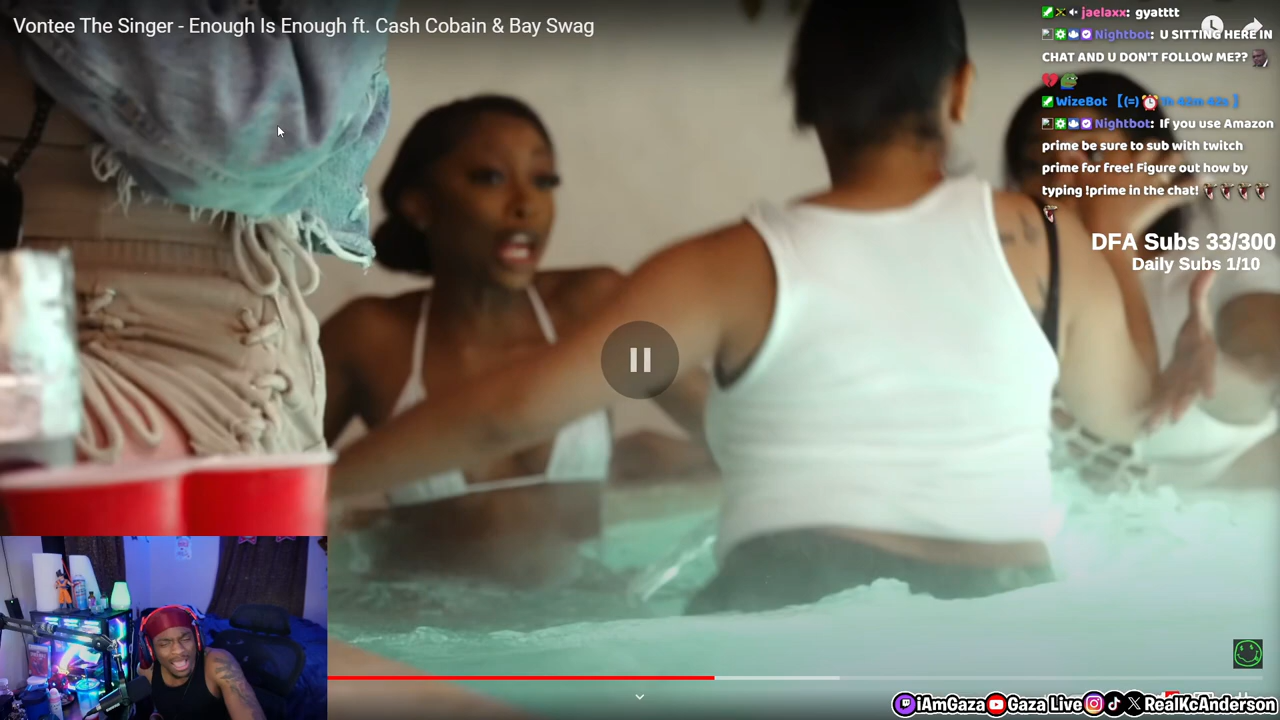 Vontee The Singer - Enough Is Enough ft. Cash Cobain & Bay Swag
jaelaxx: gyatttt
Nightbot: U SITTING HERE IN
CHAT AND U DON'T FOLLOW ME??
WizeBot [(=) 1h 42m 42s ]
Nightbot: If you use Amazon
prime be sure to sub with twitch
prime for free! Figure out how by
typing !prime in the chat!
DFA Subs 33/300
Daily Subs 1/10
iAmGaza Gaza Live RealKcAnderson